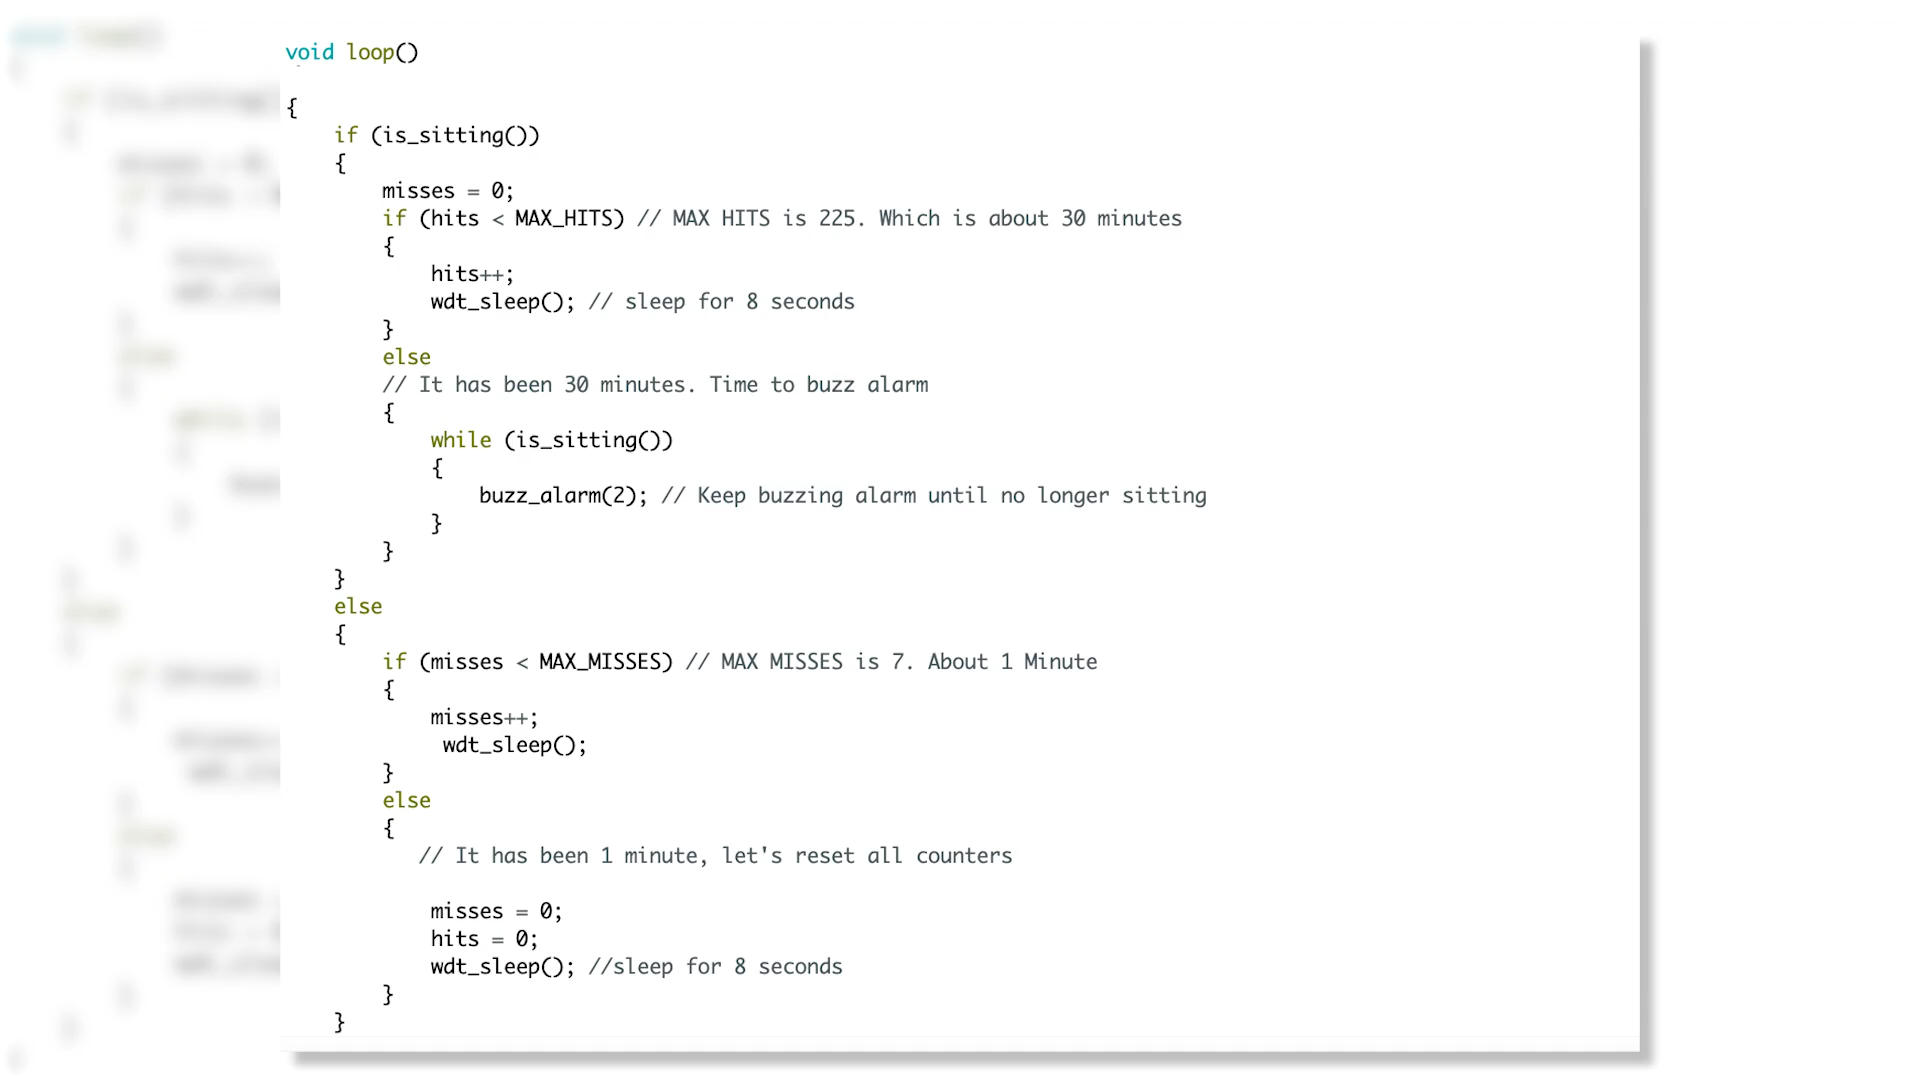 void loop()
{
if (is_sitting())
{
misses = 0;
if (hits < MAX_HITS) // MAX HITS is 225. Which is about 30 minutes
{
hits++;
wdt_sleep(); // sleep for 8 seconds
}
else
// It has been 30 minutes. Time to buzz alarm
{
while (is_sitting())
{
buzz_alarm(2); // Keep buzzing alarm until no longer sitting
}
}
}
else
{
if (misses < MAX_MISSES) // MAX MISSES is 7. About 1 Minute
{
misses++;
wdt_sleep();
}
else
{
// It has been 1 minute, let's reset all counters
misses = 0;
hits = 0;
wdt_sleep(); //sleep for 8 seconds
}
}